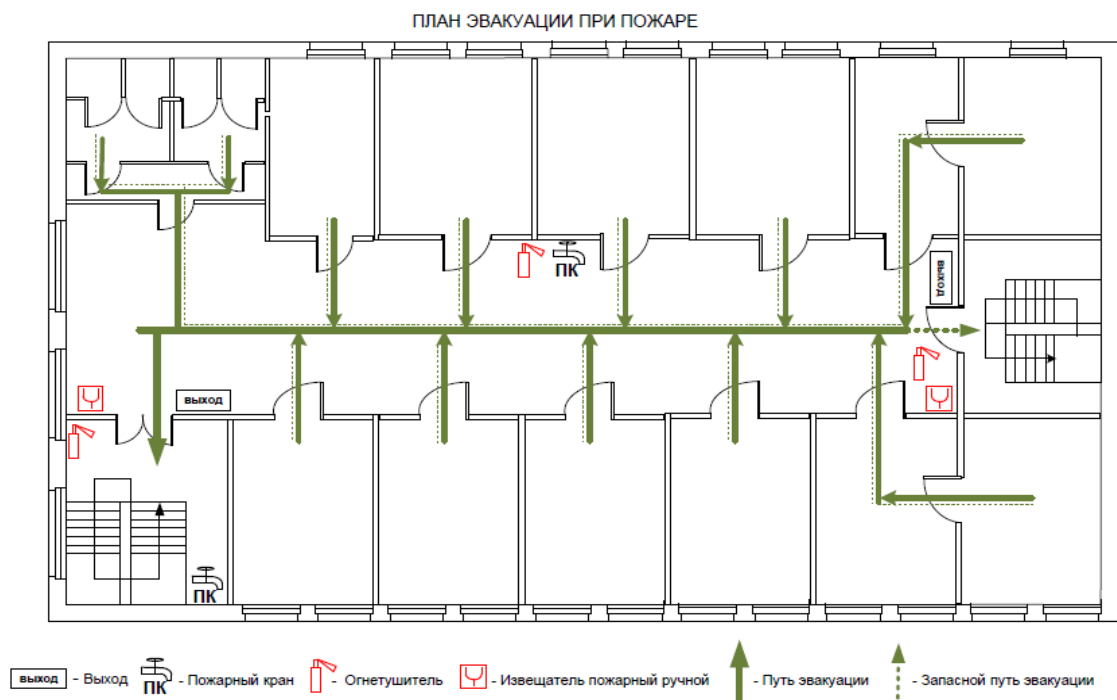 ПЛАН ЭВАКУАЦИИ ПРИ ПОЖАРЕ
ПК
ВЫХОД
ВЫХОД
ПК
ВЫХОД - Выход
ПК - Пожарный кран
- Огнетушитель
- Извещатель пожарный ручной
- Путь эвакуации
- Запасной путь эвакуации